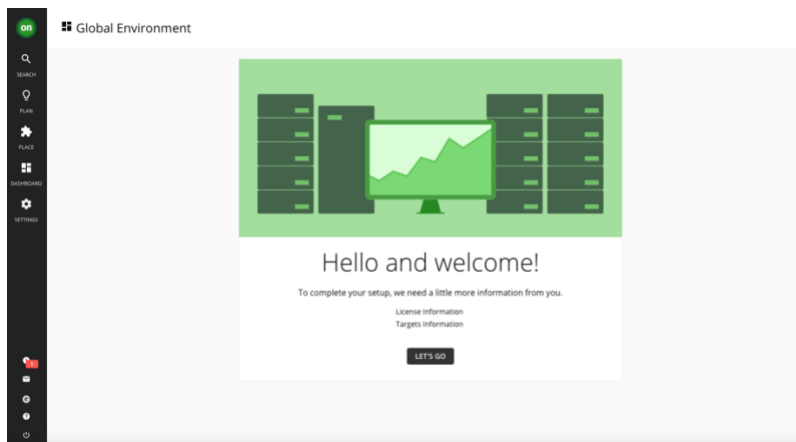 on
Global Environment
SEARCH
PLAN
PLACE
DASHBOARD
SETTINGS
Hello and welcome!
To complete your setup, we need a little more information from you.
License Information
Targets Information
LET'S GO
1